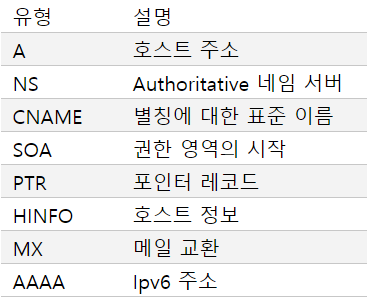 유형 설명
A 호스트 주소
NS Authoritative 네임 서버
CNAME 별칭에 대한 표준 이름
SOA 권한 영역의 시작
PTR 포인터 레코드
HINFO 호스트 정보
MX 메일 교환
AAAA Ipv6 주소